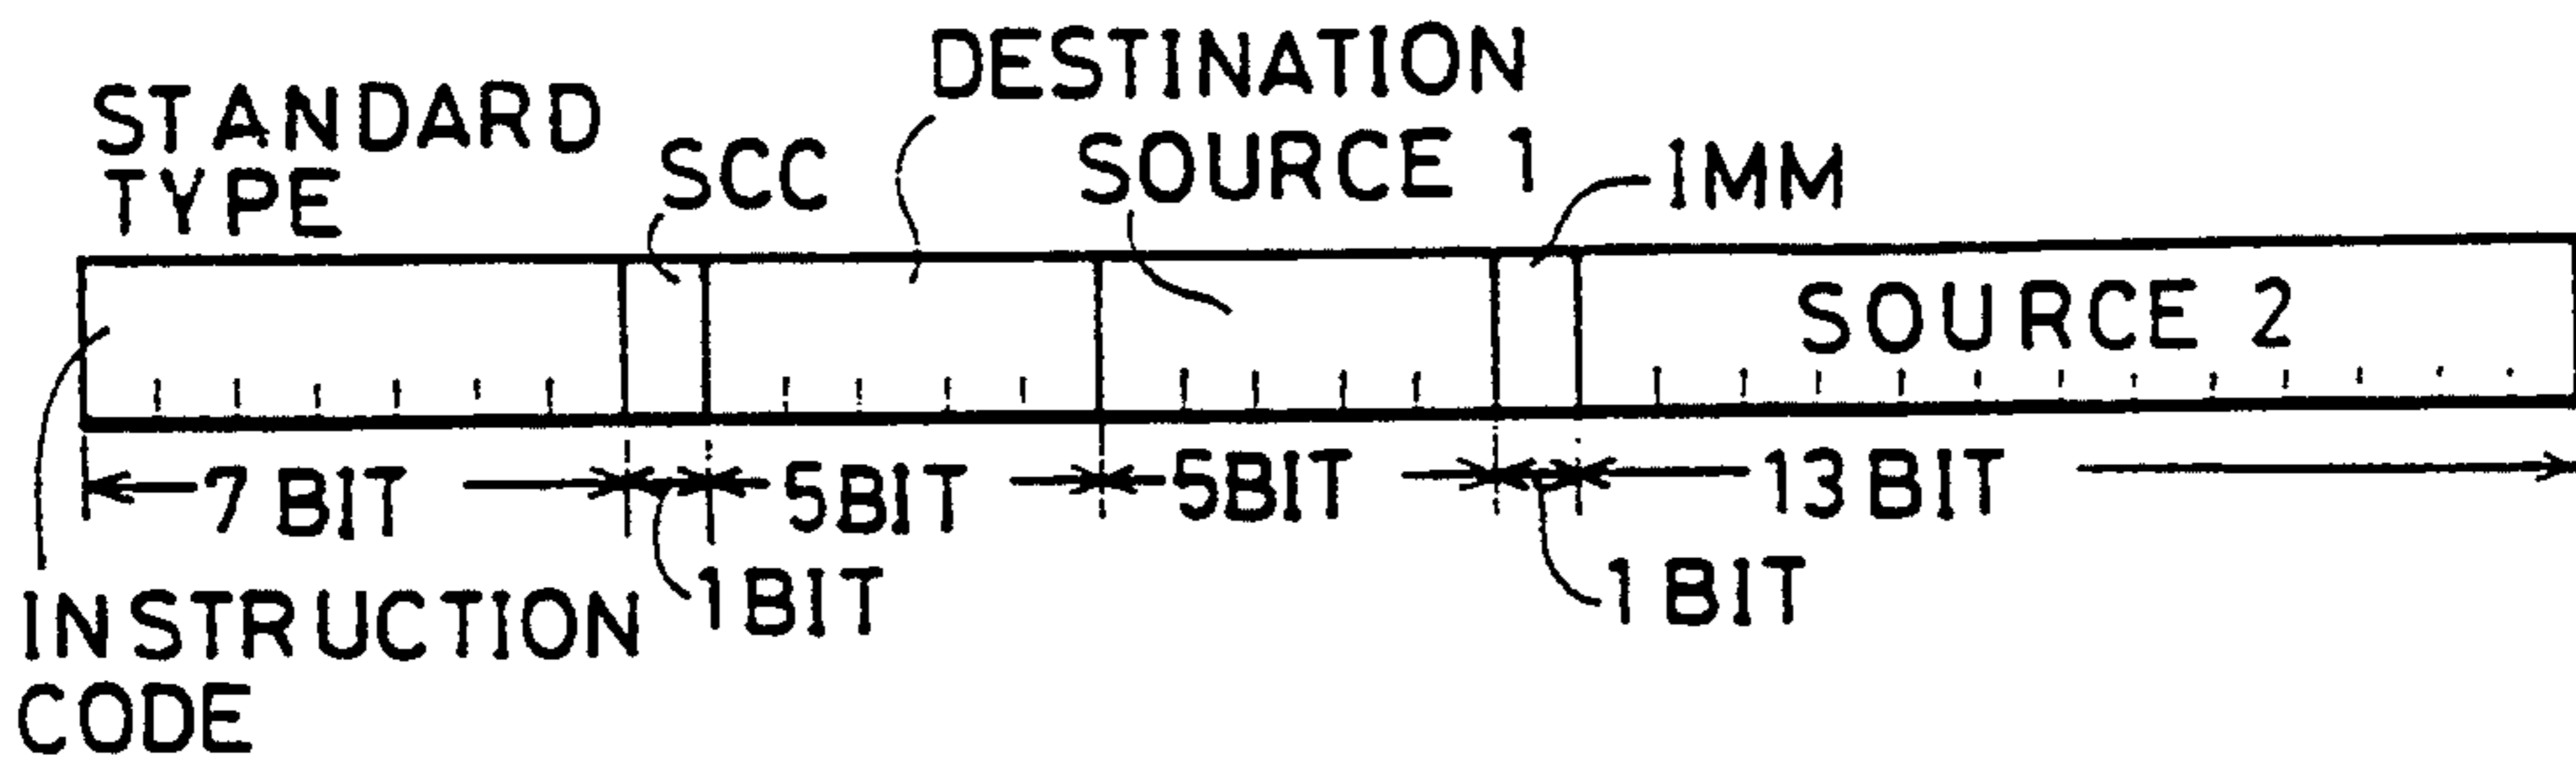 STANDARD
TYPE
SCC
DESTINATION
SOURCE 1
IMM
SOURCE 2
7 BIT
5BIT
5BIT
13 BIT
1BIT
1 BIT
INSTRUCTION
CODE